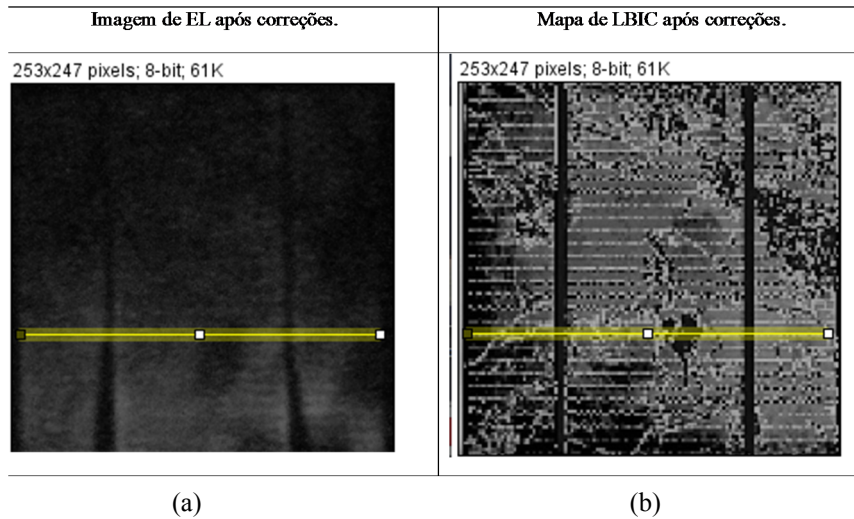 Imagem de EL após correções.
Mapa de LBIC após correções.
253x247 pixels; 8-bit; 61K
253x247 pixels; 8-bit; 61K
(a)
(b)